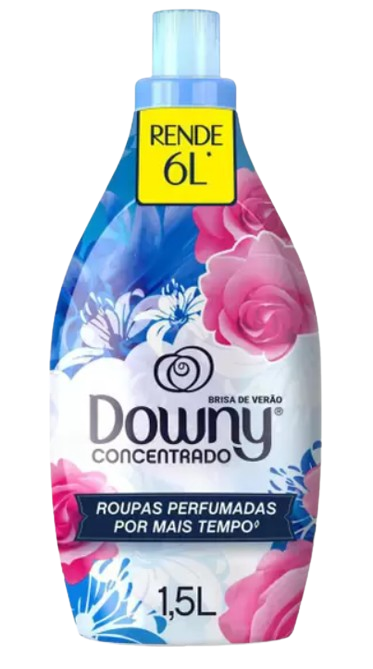 RENDE
6L*
BRISA DE VERÃO
Downy®
CONCENTRADO
ROUPAS PERFUMADAS
POR MAIS TEMPO◊
1,5L